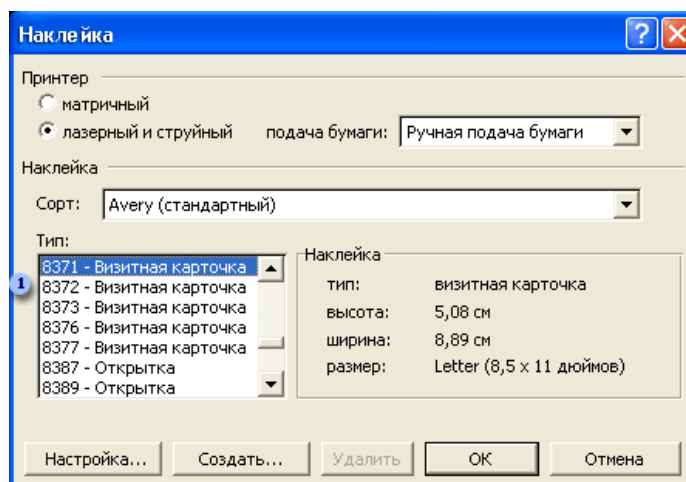 Наклейка
Принтер
матричный
лазерный и струйный подача бумаги: Ручная подача бумаги
Наклейка
Сорт: Avery (стандартный)
Тип:
8371 - Визитная карточка
8372 - Визитная карточка
8373 - Визитная карточка
8376 - Визитная карточка
8377 - Визитная карточка
8387 - Открытка
8389 - Открытка
1
Наклейка
тип: визитная карточка
высота: 5,08 см
ширина: 8,89 см
размер: Letter (8,5 x 11 дюймов)
Настройка... Создать... Удалить ОК Отмена